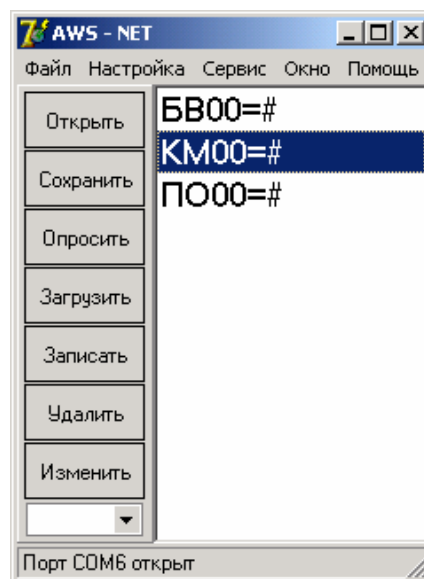 AWS - NET
Файл Настройка Сервис Окно Помощь
Открыть
Сохранить
Опросить
Загрузить
Записать
Удалить
Изменить
БВ00=#
КМ00=#
ПО00=#
Порт COM6 открыт